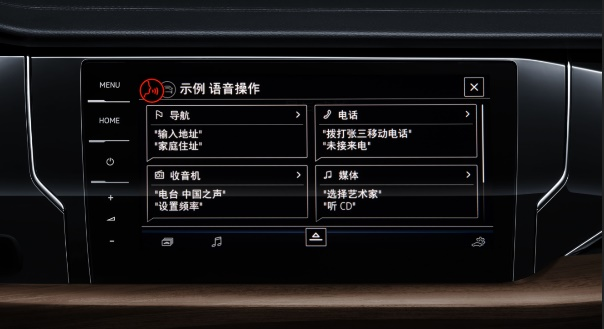 MENU
示例 语音操作
HOME
导航
电话
"输入地址"
"家庭住址"
"拨打张三移动电话"
"未接来电"
收音机
媒体
"电台 中国之声"
"设置频率"
"选择艺术家"
"听 CD"
+
-